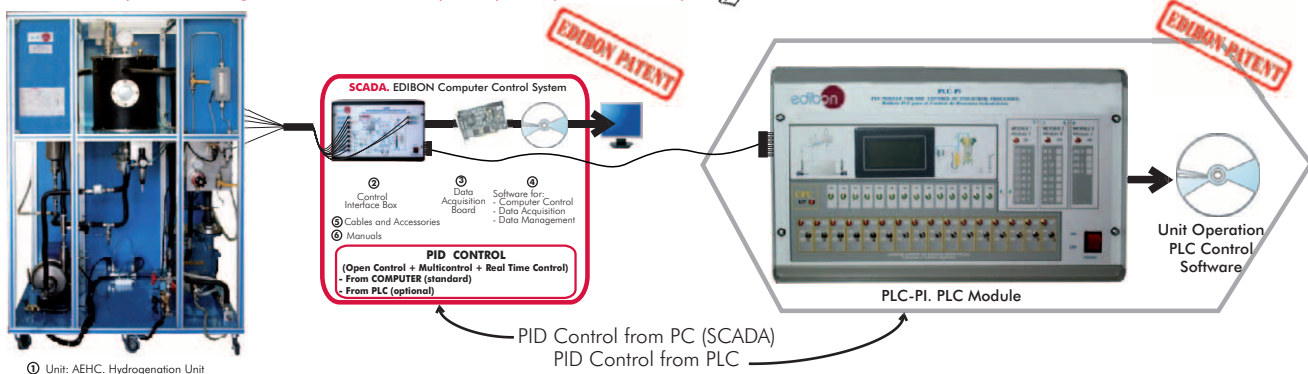 EDIBON PATENT
EDIBON PATENT
SCADA. EDIBON Computer Control System
② Control Interface Box
③ Data Acquisition Board
④ Software for:
- Computer Control
- Data Acquisition
- Data Management
⑤ Cables and Accessories
⑥ Manuals
PID CONTROL
(Open Control + Multicontrol + Real Time Control)
- From COMPUTER (standard)
- From PLC (optional)
edibon
PLC-PI
PLC-PI. PLC Module
Unit Operation
PLC Control
Software
PID Control from PC (SCADA)
PID Control from PLC
① Unit: AEHC. Hydrogenation Unit